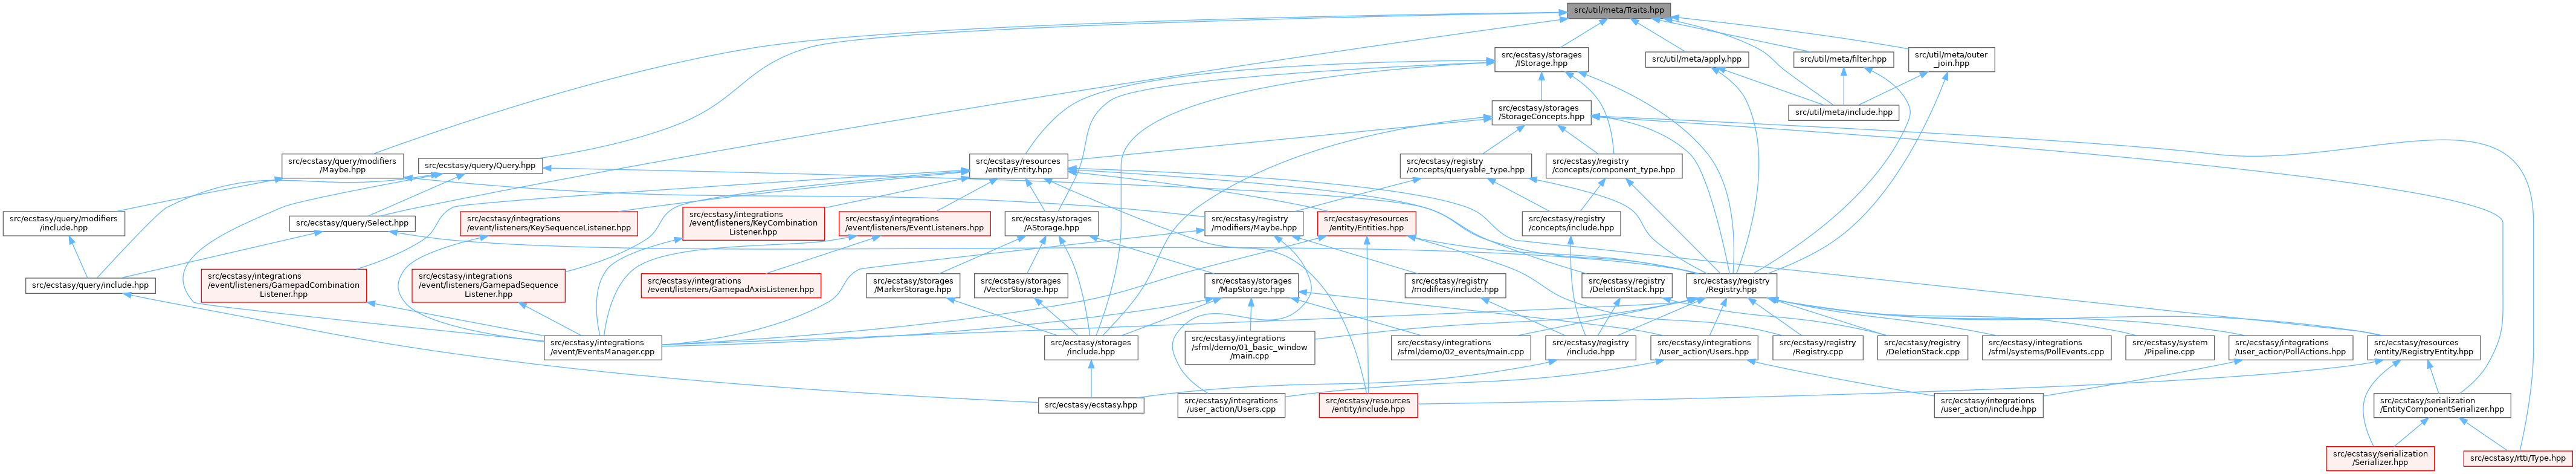 src/util/meta/Traits.hpp
src/ecstasy/storages
/IStorage.hpp
src/util/meta/apply.hpp
src/util/meta/filter.hpp
src/util/meta/outer
_join.hpp
src/ecstasy/storages
/StorageConcepts.hpp
src/util/meta/include.hpp
src/ecstasy/query/modifiers
/Maybe.hpp
src/ecstasy/query/Query.hpp
src/ecstasy/resources
/entity/Entity.hpp
src/ecstasy/registry
/concepts/queryable_type.hpp
src/ecstasy/registry
/concepts/component_type.hpp
src/ecstasy/query/modifiers
/include.hpp
src/ecstasy/query/Select.hpp
src/ecstasy/integrations
/event/listeners/KeySequenceListener.hpp
src/ecstasy/integrations
/event/listeners/KeyCombination
Listener.hpp
src/ecstasy/integrations
/event/listeners/EventListeners.hpp
src/ecstasy/storages
/AStorage.hpp
src/ecstasy/registry
/modifiers/Maybe.hpp
src/ecstasy/resources
/entity/Entities.hpp
src/ecstasy/registry
/concepts/include.hpp
src/ecstasy/query/include.hpp
src/ecstasy/integrations
/event/listeners/GamepadCombination
Listener.hpp
src/ecstasy/integrations
/event/listeners/GamepadSequence
Listener.hpp
src/ecstasy/integrations
/event/listeners/GamepadAxisListener.hpp
src/ecstasy/storages
/MarkerStorage.hpp
src/ecstasy/storages
/VectorStorage.hpp
src/ecstasy/storages
/MapStorage.hpp
src/ecstasy/registry
/modifiers/include.hpp
src/ecstasy/registry
/DeletionStack.hpp
src/ecstasy/registry
/Registry.hpp
src/ecstasy/integrations
/event/EventsManager.cpp
src/ecstasy/storages
/include.hpp
src/ecstasy/integrations
/sfml/demo/01_basic_window
/main.cpp
src/ecstasy/integrations
/sfml/demo/02_events/main.cpp
src/ecstasy/registry
/include.hpp
src/ecstasy/integrations
/user_action/Users.hpp
src/ecstasy/registry
/Registry.cpp
src/ecstasy/registry
/DeletionStack.cpp
src/ecstasy/integrations
/sfml/systems/PollEvents.cpp
src/ecstasy/system
/Pipeline.cpp
src/ecstasy/integrations
/user_action/PollActions.hpp
src/ecstasy/resources
/entity/RegistryEntity.hpp
src/ecstasy/ecstasy.hpp
src/ecstasy/integrations
/user_action/Users.cpp
src/ecstasy/resources
/entity/include.hpp
src/ecstasy/integrations
/user_action/include.hpp
src/ecstasy/serialization
/EntityComponentSerializer.hpp
src/ecstasy/serialization
/Serializer.hpp
src/ecstasy/rtti/Type.hpp